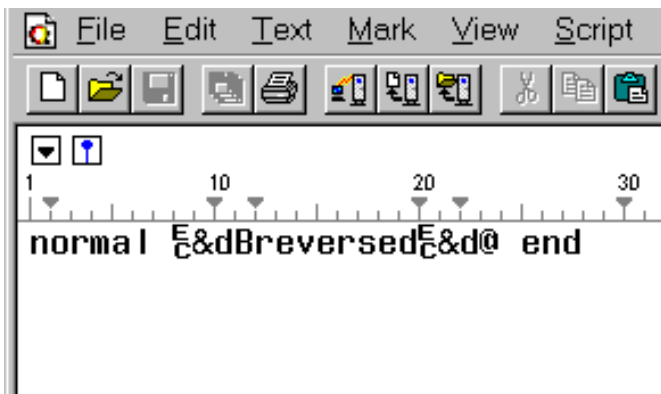 File Edit Text Mark View Script
1 10 20 30
normal ␛&dBreversed␛&d@ end